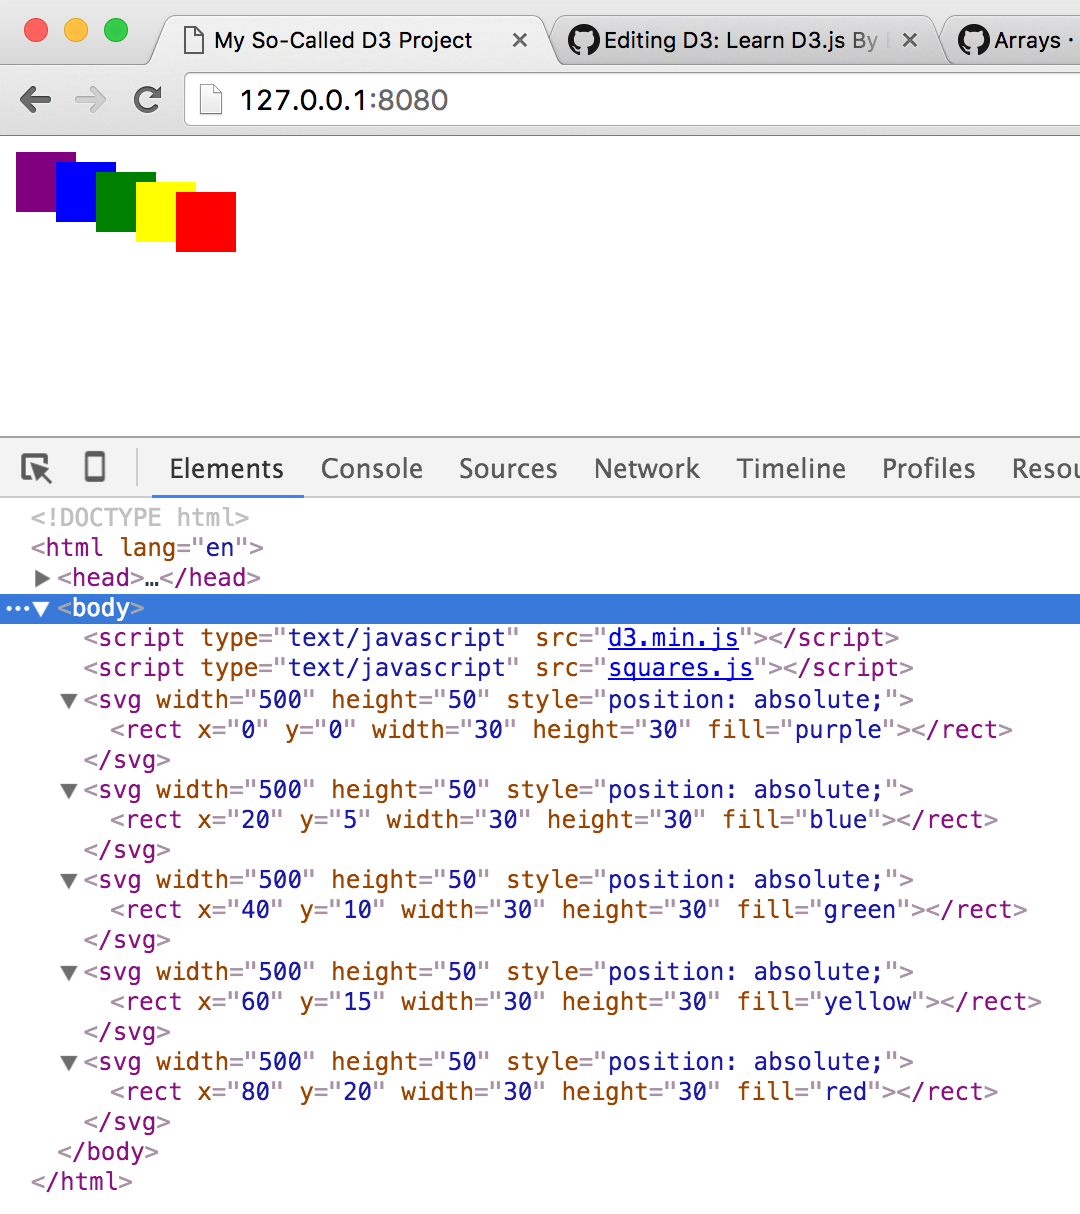 My So-Called D3 Project
Editing D3: Learn D3.js By
Arrays ·
127.0.0.1:8080
Elements Console Sources Network Timeline Profiles Resou
<!DOCTYPE html>
<html lang="en">
<head>…</head>
<body>
<script type="text/javascript" src="d3.min.js"></script>
<script type="text/javascript" src="squares.js"></script>
<svg width="500" height="50" style="position: absolute;">
<rect x="0" y="0" width="30" height="30" fill="purple"></rect>
</svg>
<svg width="500" height="50" style="position: absolute;">
<rect x="20" y="5" width="30" height="30" fill="blue"></rect>
</svg>
<svg width="500" height="50" style="position: absolute;">
<rect x="40" y="10" width="30" height="30" fill="green"></rect>
</svg>
<svg width="500" height="50" style="position: absolute;">
<rect x="60" y="15" width="30" height="30" fill="yellow"></rect>
</svg>
<svg width="500" height="50" style="position: absolute;">
<rect x="80" y="20" width="30" height="30" fill="red"></rect>
</svg>
</body>
</html>